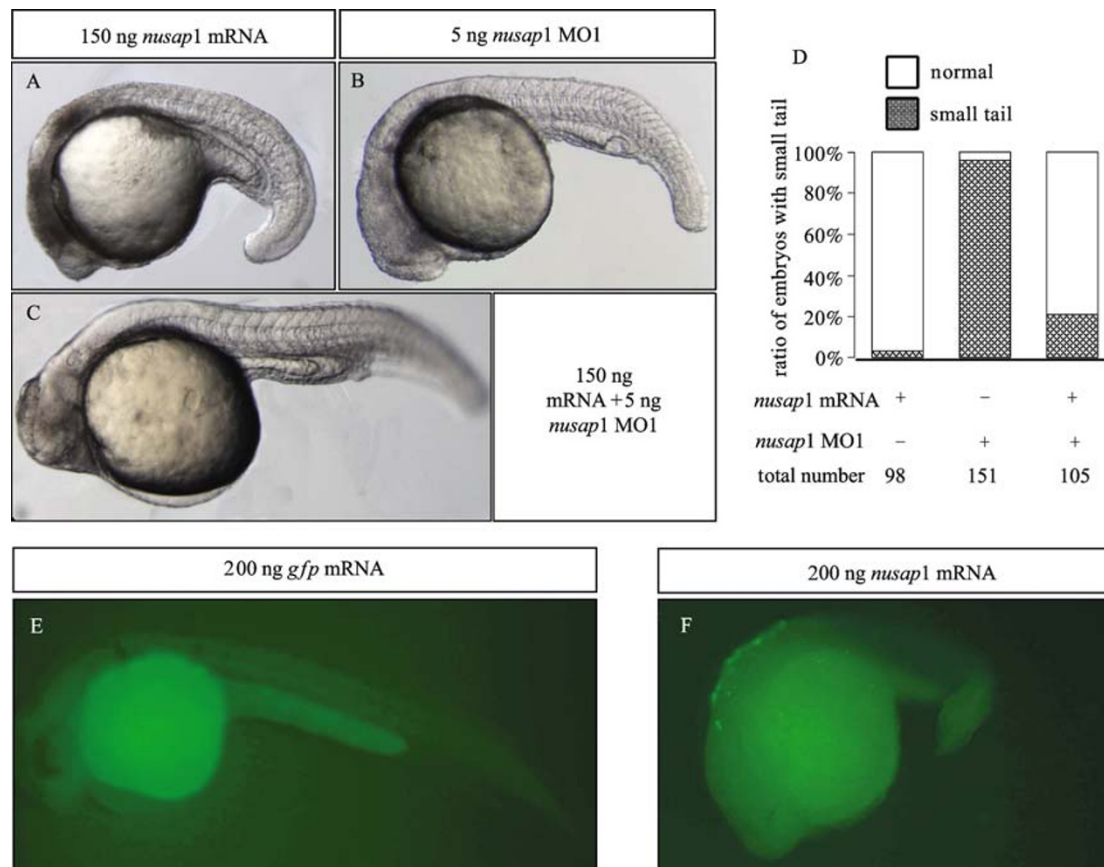 150 ng nusap1 mRNA
5 ng nusap1 MO1
A
B
C
150 ng
mRNA + 5 ng
nusap1 MO1
D
normal
small tail
ratio of embryos with small tail
100%
80%
60%
40%
20%
0%
nusap1 mRNA + – +
nusap1 MO1 – + +
total number 98 151 105
200 ng gfp mRNA
200 ng nusap1 mRNA
E
F